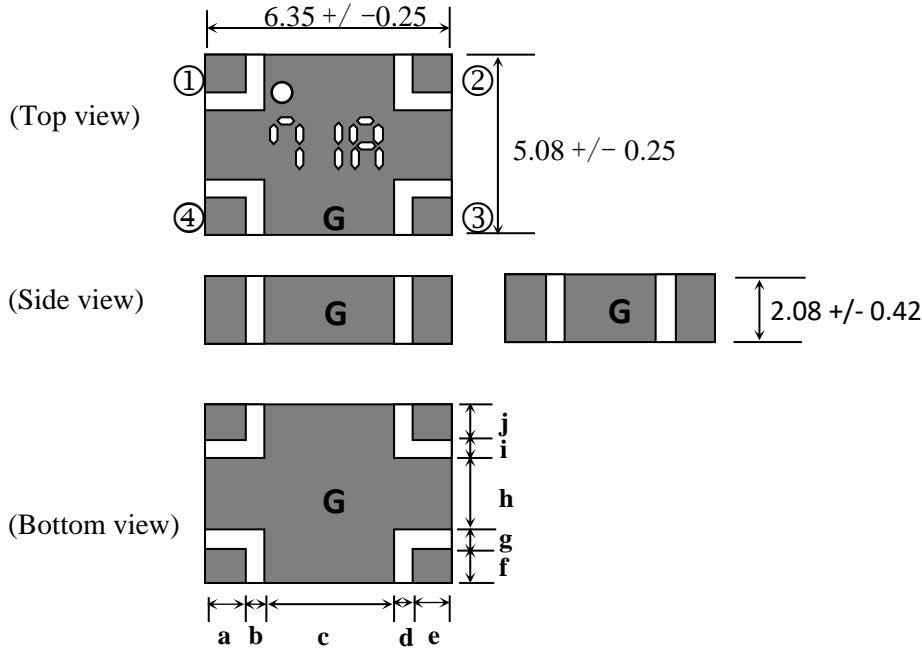 6.35 +/ −0.25
① ②
(Top view)
71A
5.08 +/− 0.25
④ G ③
(Side view)
G G 2.08 +/- 0.42
j
i
h
G
(Bottom view)
g
f
a b c d e